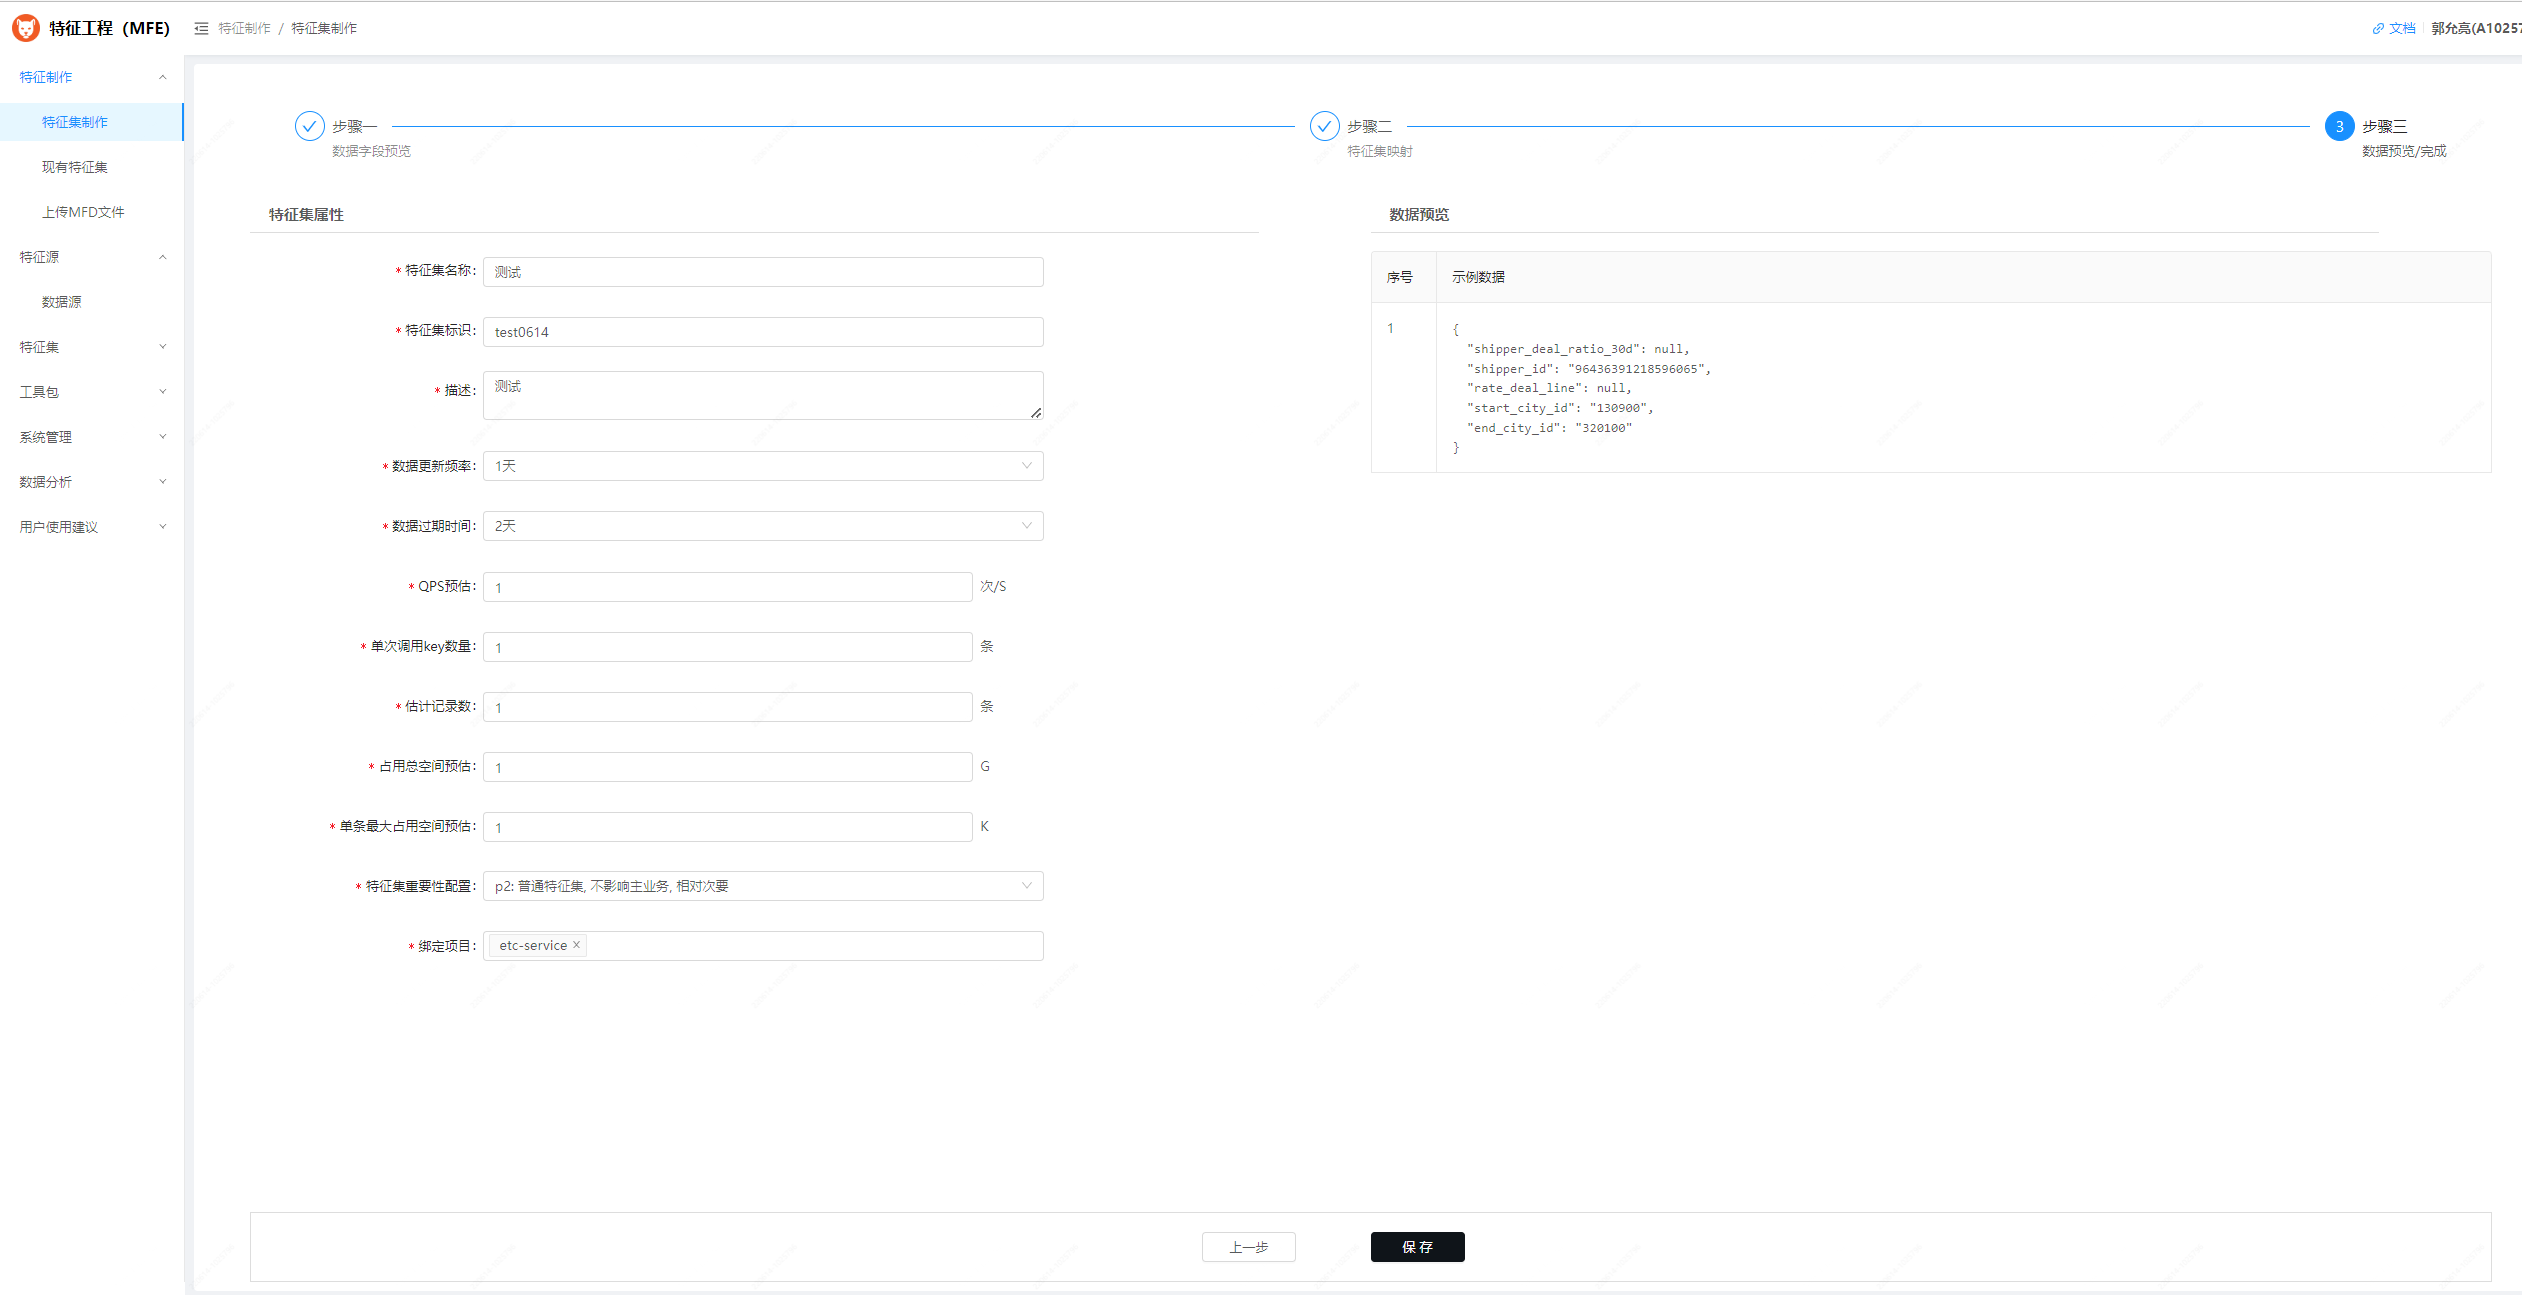 特征工程（MFE）
特征制作 / 特征集制作
文档
郭允亮(A10257
特征制作
特征集制作
现有特征集
上传MFD文件
特征源
数据源
特征集
工具包
系统管理
数据分析
用户使用建议
步骤一
数据字段预览
步骤二
特征集映射
3 步骤三
数据预览/完成
特征集属性
* 特征集名称: 测试
* 特征集标识: test0614
* 描述: 测试
* 数据更新频率: 1天
* 数据过期时间: 2天
* QPS预估: 1 次/S
* 单次调用key数量: 1 条
* 估计记录数: 1 条
* 占用总空间预估: 1 G
* 单条最大占用空间预估: 1 K
* 特征集重要性配置: p2: 普通特征集, 不影响主业务, 相对次要
* 绑定项目: etc-service ×
数据预览
序号 示例数据
1 {
"shipper_deal_ratio_30d": null,
"shipper_id": "96436391218596065",
"rate_deal_line": null,
"start_city_id": "130900",
"end_city_id": "320100"
}
上一步
保 存